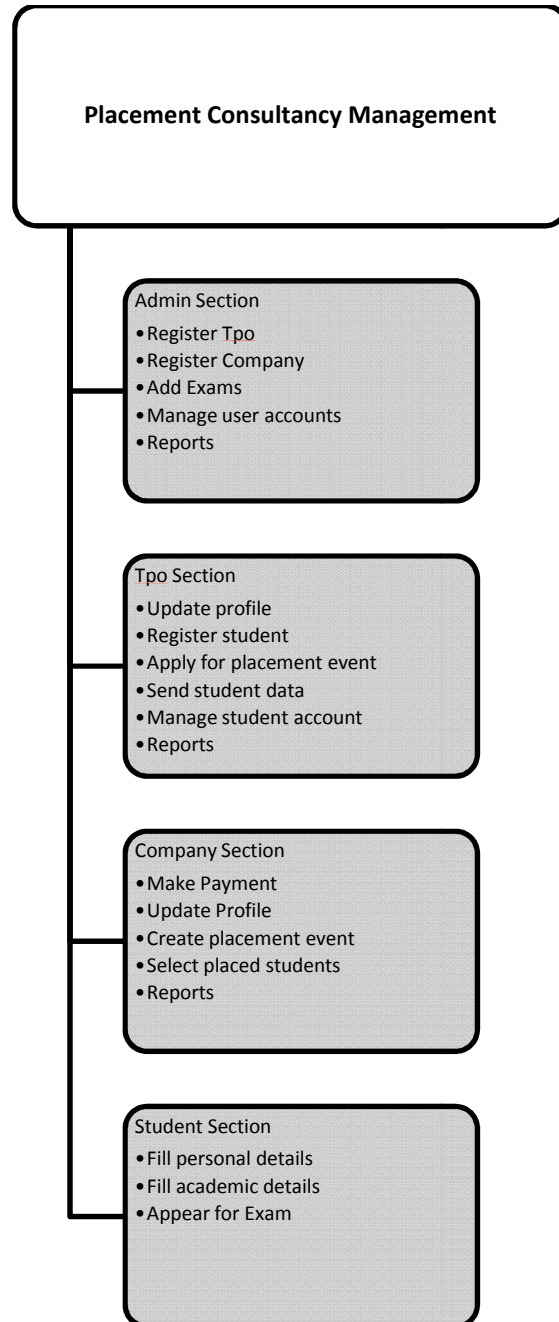 Placement Consultancy Management
Admin Section
•Register Tpo
•Register Company
•Add Exams
•Manage user accounts
•Reports
Tpo Section
•Update profile
•Register student
•Apply for placement event
•Send student data
•Manage student account
•Reports
Company Section
•Make Payment
•Update Profile
•Create placement event
•Select placed students
•Reports
Student Section
•Fill personal details
•Fill academic details
•Appear for Exam